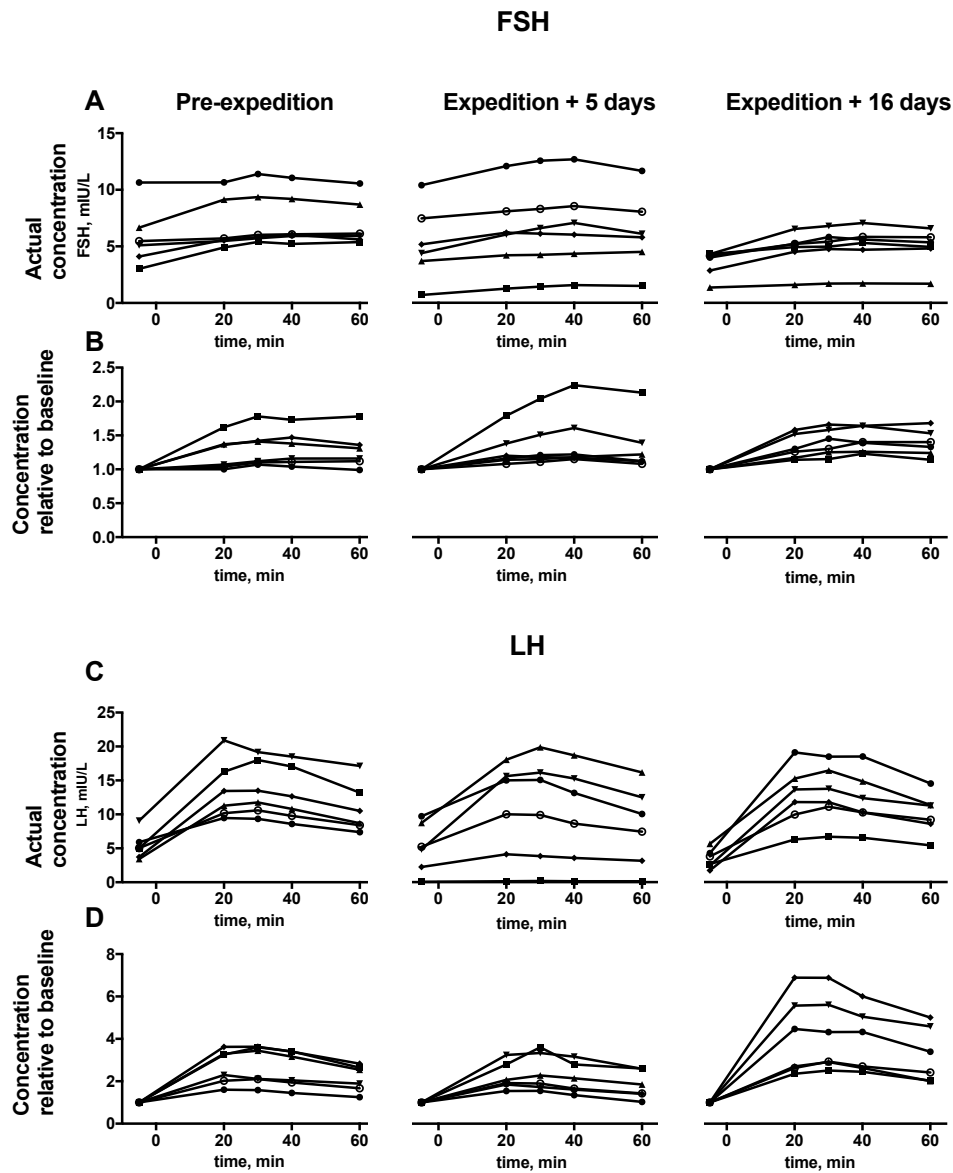 FSH
A
Pre-expedition
Expedition + 5 days
Expedition + 16 days
Actual
concentration
FSH, mIU/L
15
10
5
0
0 20 40 60
0 20 40 60
0 20 40 60
time, min
time, min
time, min
B
Concentration
relative to baseline
2.5
2.0
1.5
1.0
0.5
0.0
0 20 40 60
0 20 40 60
0 20 40 60
time, min
time, min
time, min
LH
C
Actual
concentration
LH, mIU/L
25
20
15
10
5
0
0 20 40 60
0 20 40 60
0 20 40 60
time, min
time, min
time, min
D
Concentration
relative to baseline
8
6
4
2
0
0 20 40 60
0 20 40 60
0 20 40 60
time, min
time, min
time, min